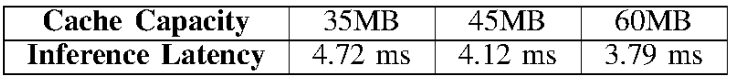 Cache Capacity 35MB 45MB 60MB
Inference Latency 4.72 ms 4.12 ms 3.79 ms